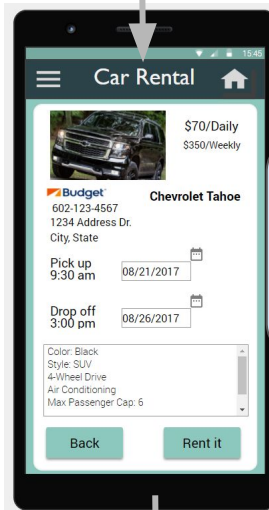 15:45
Car Rental
$70/Daily
$350/Weekly
Budget
Chevrolet Tahoe
602-123-4567
1234 Address Dr.
City, State
Pick up
9:30 am
08/21/2017
Drop off
3:00 pm
08/26/2017
Color: Black
Style: SUV
4-Wheel Drive
Air Conditioning
Max Passenger Cap: 6
Back
Rent it